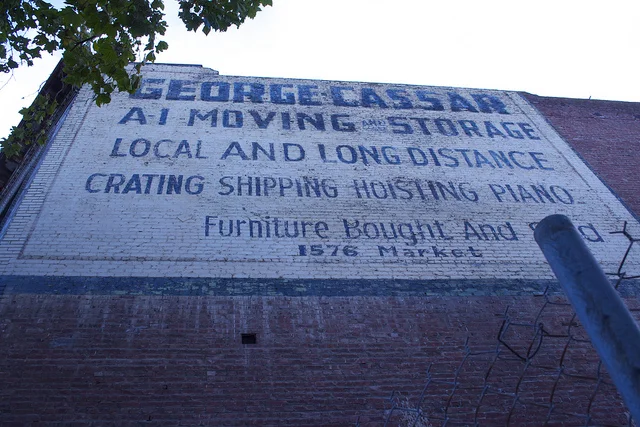 GEORGE CASSAR
A-1 MOVING AND STORAGE
LOCAL AND LONG DISTANCE
CRATING SHIPPING HOISTING PIANO
Furniture Bought And Sold
1576 Market